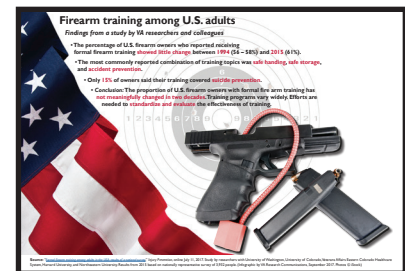 Firearm training among U.S. adults
Findings from a study by VA researchers and colleagues
• The percentage of U.S. firearm owners who reported receiving
formal firearm training showed little change between 1994 (56 – 58%) and 2015 (61%).
• The most commonly reported combination of training topics was safe handling, safe storage,
and accident prevention.
• Only 15% of owners said their training covered suicide prevention.
• Conclusion: The proportion of U.S. firearm owners with formal fire arm training has
not meaningfully changed in two decades. Training programs vary widely. Efforts are
needed to standardize and evaluate the effectiveness of training.